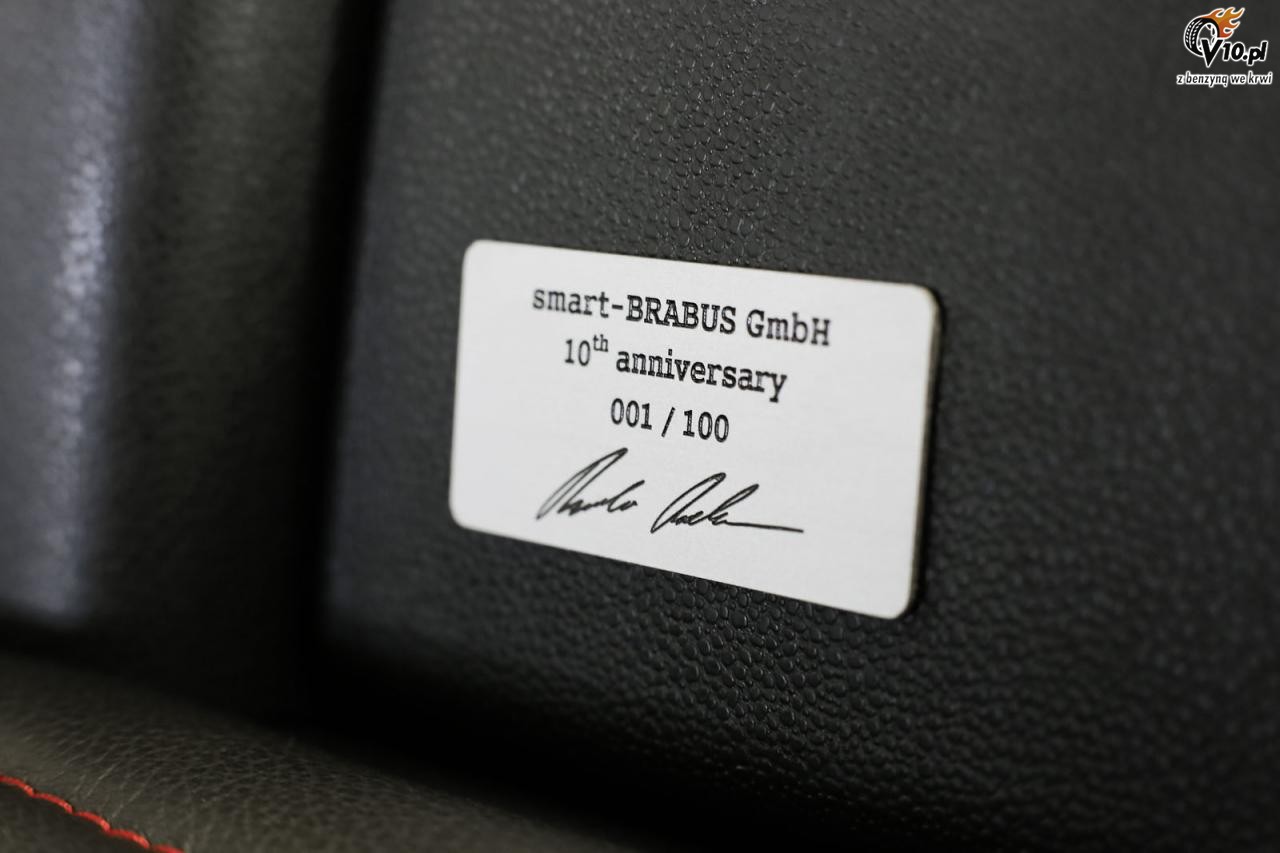 V10.pl
z benzyną we krwi
smart-BRABUS GmbH
10th anniversary
001 / 100